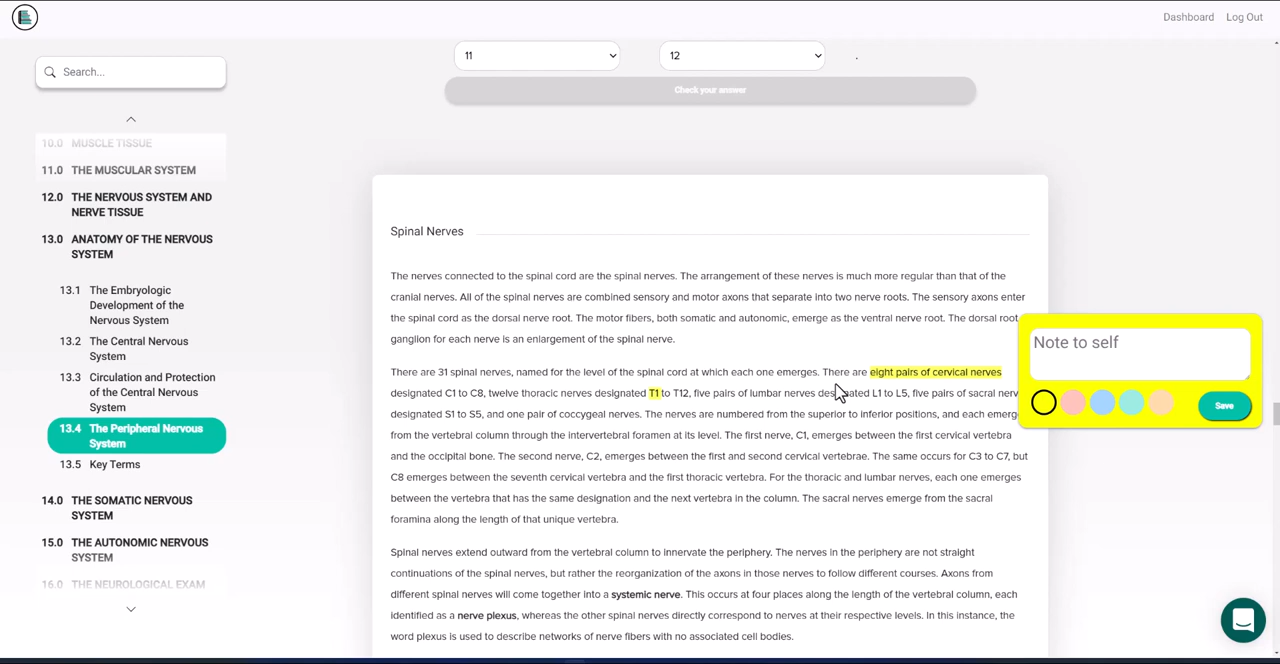 Dashboard Log Out
11 12 .
Check your answer
Search...
10.0 MUSCLE TISSUE
11.0 THE MUSCULAR SYSTEM
12.0 THE NERVOUS SYSTEM AND
NERVE TISSUE
13.0 ANATOMY OF THE NERVOUS
SYSTEM
13.1 The Embryologic
Development of the
Nervous System
13.2 The Central Nervous
System
13.3 Circulation and Protection
of the Central Nervous
System
13.4 The Peripheral Nervous
System
13.5 Key Terms
14.0 THE SOMATIC NERVOUS
SYSTEM
15.0 THE AUTONOMIC NERVOUS
SYSTEM
16.0 THE NEUROLOGICAL EXAM
Spinal Nerves
The nerves connected to the spinal cord are the spinal nerves. The arrangement of these nerves is much more regular than that of the
cranial nerves. All of the spinal nerves are combined sensory and motor axons that separate into two nerve roots. The sensory axons enter
the spinal cord as the dorsal nerve root. The motor fibers, both somatic and autonomic, emerge as the ventral nerve root. The dorsal root
ganglion for each nerve is an enlargement of the spinal nerve.
There are 31 spinal nerves, named for the level of the spinal cord at which each one emerges. There are eight pairs of cervical nerves
designated C1 to C8, twelve thoracic nerves designated T1 to T12, five pairs of lumbar nerves designated L1 to L5, five pairs of sacral nerv
designated S1 to S5, and one pair of coccygeal nerves. The nerves are numbered from the superior to inferior positions, and each emerg
from the vertebral column through the intervertebral foramen at its level. The first nerve, C1, emerges between the first cervical vertebra
and the occipital bone. The second nerve, C2, emerges between the first and second cervical vertebrae. The same occurs for C3 to C7, but
C8 emerges between the seventh cervical vertebra and the first thoracic vertebra. For the thoracic and lumbar nerves, each one emerges
between the vertebra that has the same designation and the next vertebra in the column. The sacral nerves emerge from the sacral
foramina along the length of that unique vertebra.
Spinal nerves extend outward from the vertebral column to innervate the periphery. The nerves in the periphery are not straight
continuations of the spinal nerves, but rather the reorganization of the axons in those nerves to follow different courses. Axons from
different spinal nerves will come together into a systemic nerve. This occurs at four places along the length of the vertebral column, each
identified as a nerve plexus, whereas the other spinal nerves directly correspond to nerves at their respective levels. In this instance, the
word plexus is used to describe networks of nerve fibers with no associated cell bodies.
Note to self
Save